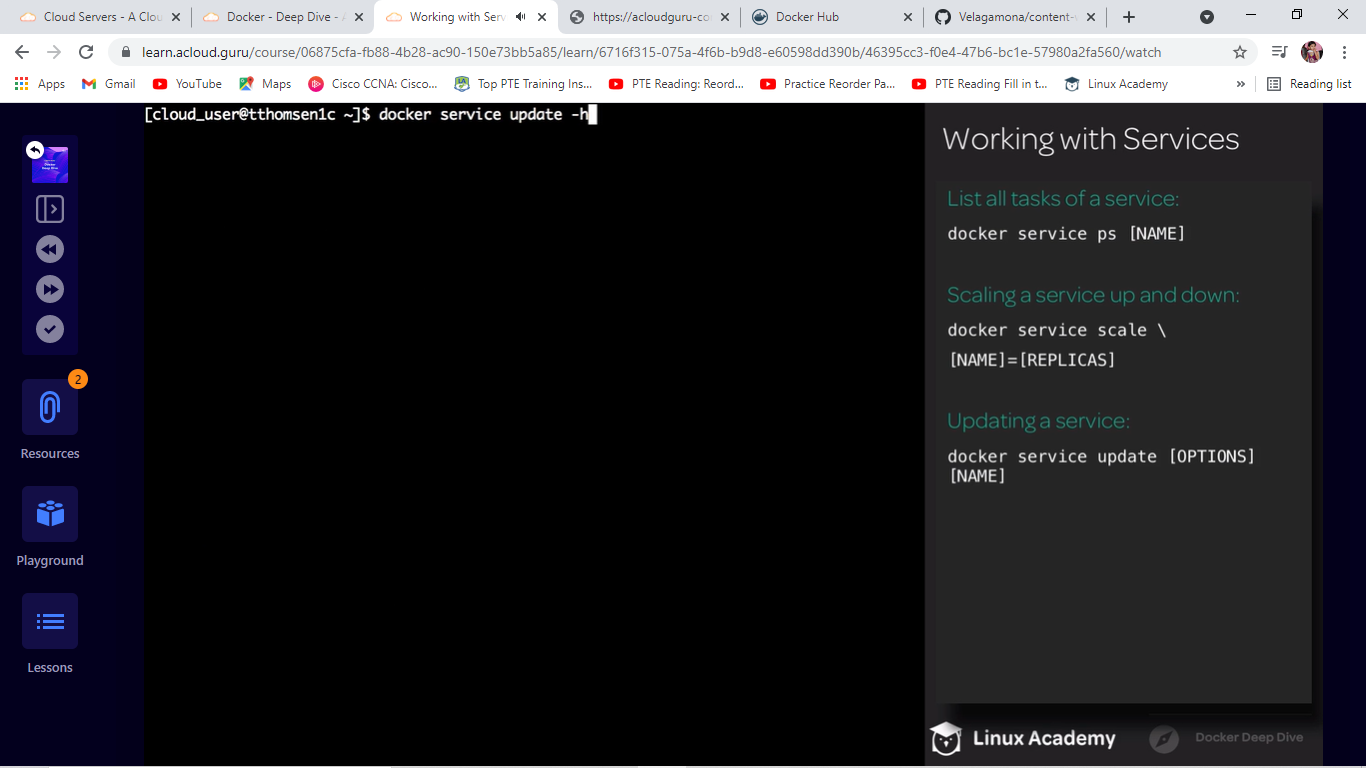 Cloud Servers - A Clou
Docker - Deep Dive - A
Working with Serv
https://acloudguru-co
Docker Hub
Velagamona/content-
learn.acloud.guru/course/06875cfa-fb88-4b28-ac90-150e73bb5a85/learn/6716f315-075a-4f6b-b9d8-e60598dd390b/46395cc3-f0e4-47b6-bc1e-57980a2fa560/watch
Apps
Gmail
YouTube
Maps
Cisco CCNA: Cisco...
Top PTE Training Ins...
PTE Reading: Reord...
Practice Reorder Pa...
PTE Reading Fill in t...
Linux Academy
»
Reading list
[cloud_user@tthomsen1c ~]$ docker service update -h
2
Resources
Playground
Lessons
Working with Services
List all tasks of a service:
docker service ps [NAME]
Scaling a service up and down:
docker service scale \
[NAME]=[REPLICAS]
Updating a service:
docker service update [OPTIONS]
[NAME]
Linux Academy
Docker Deep Dive